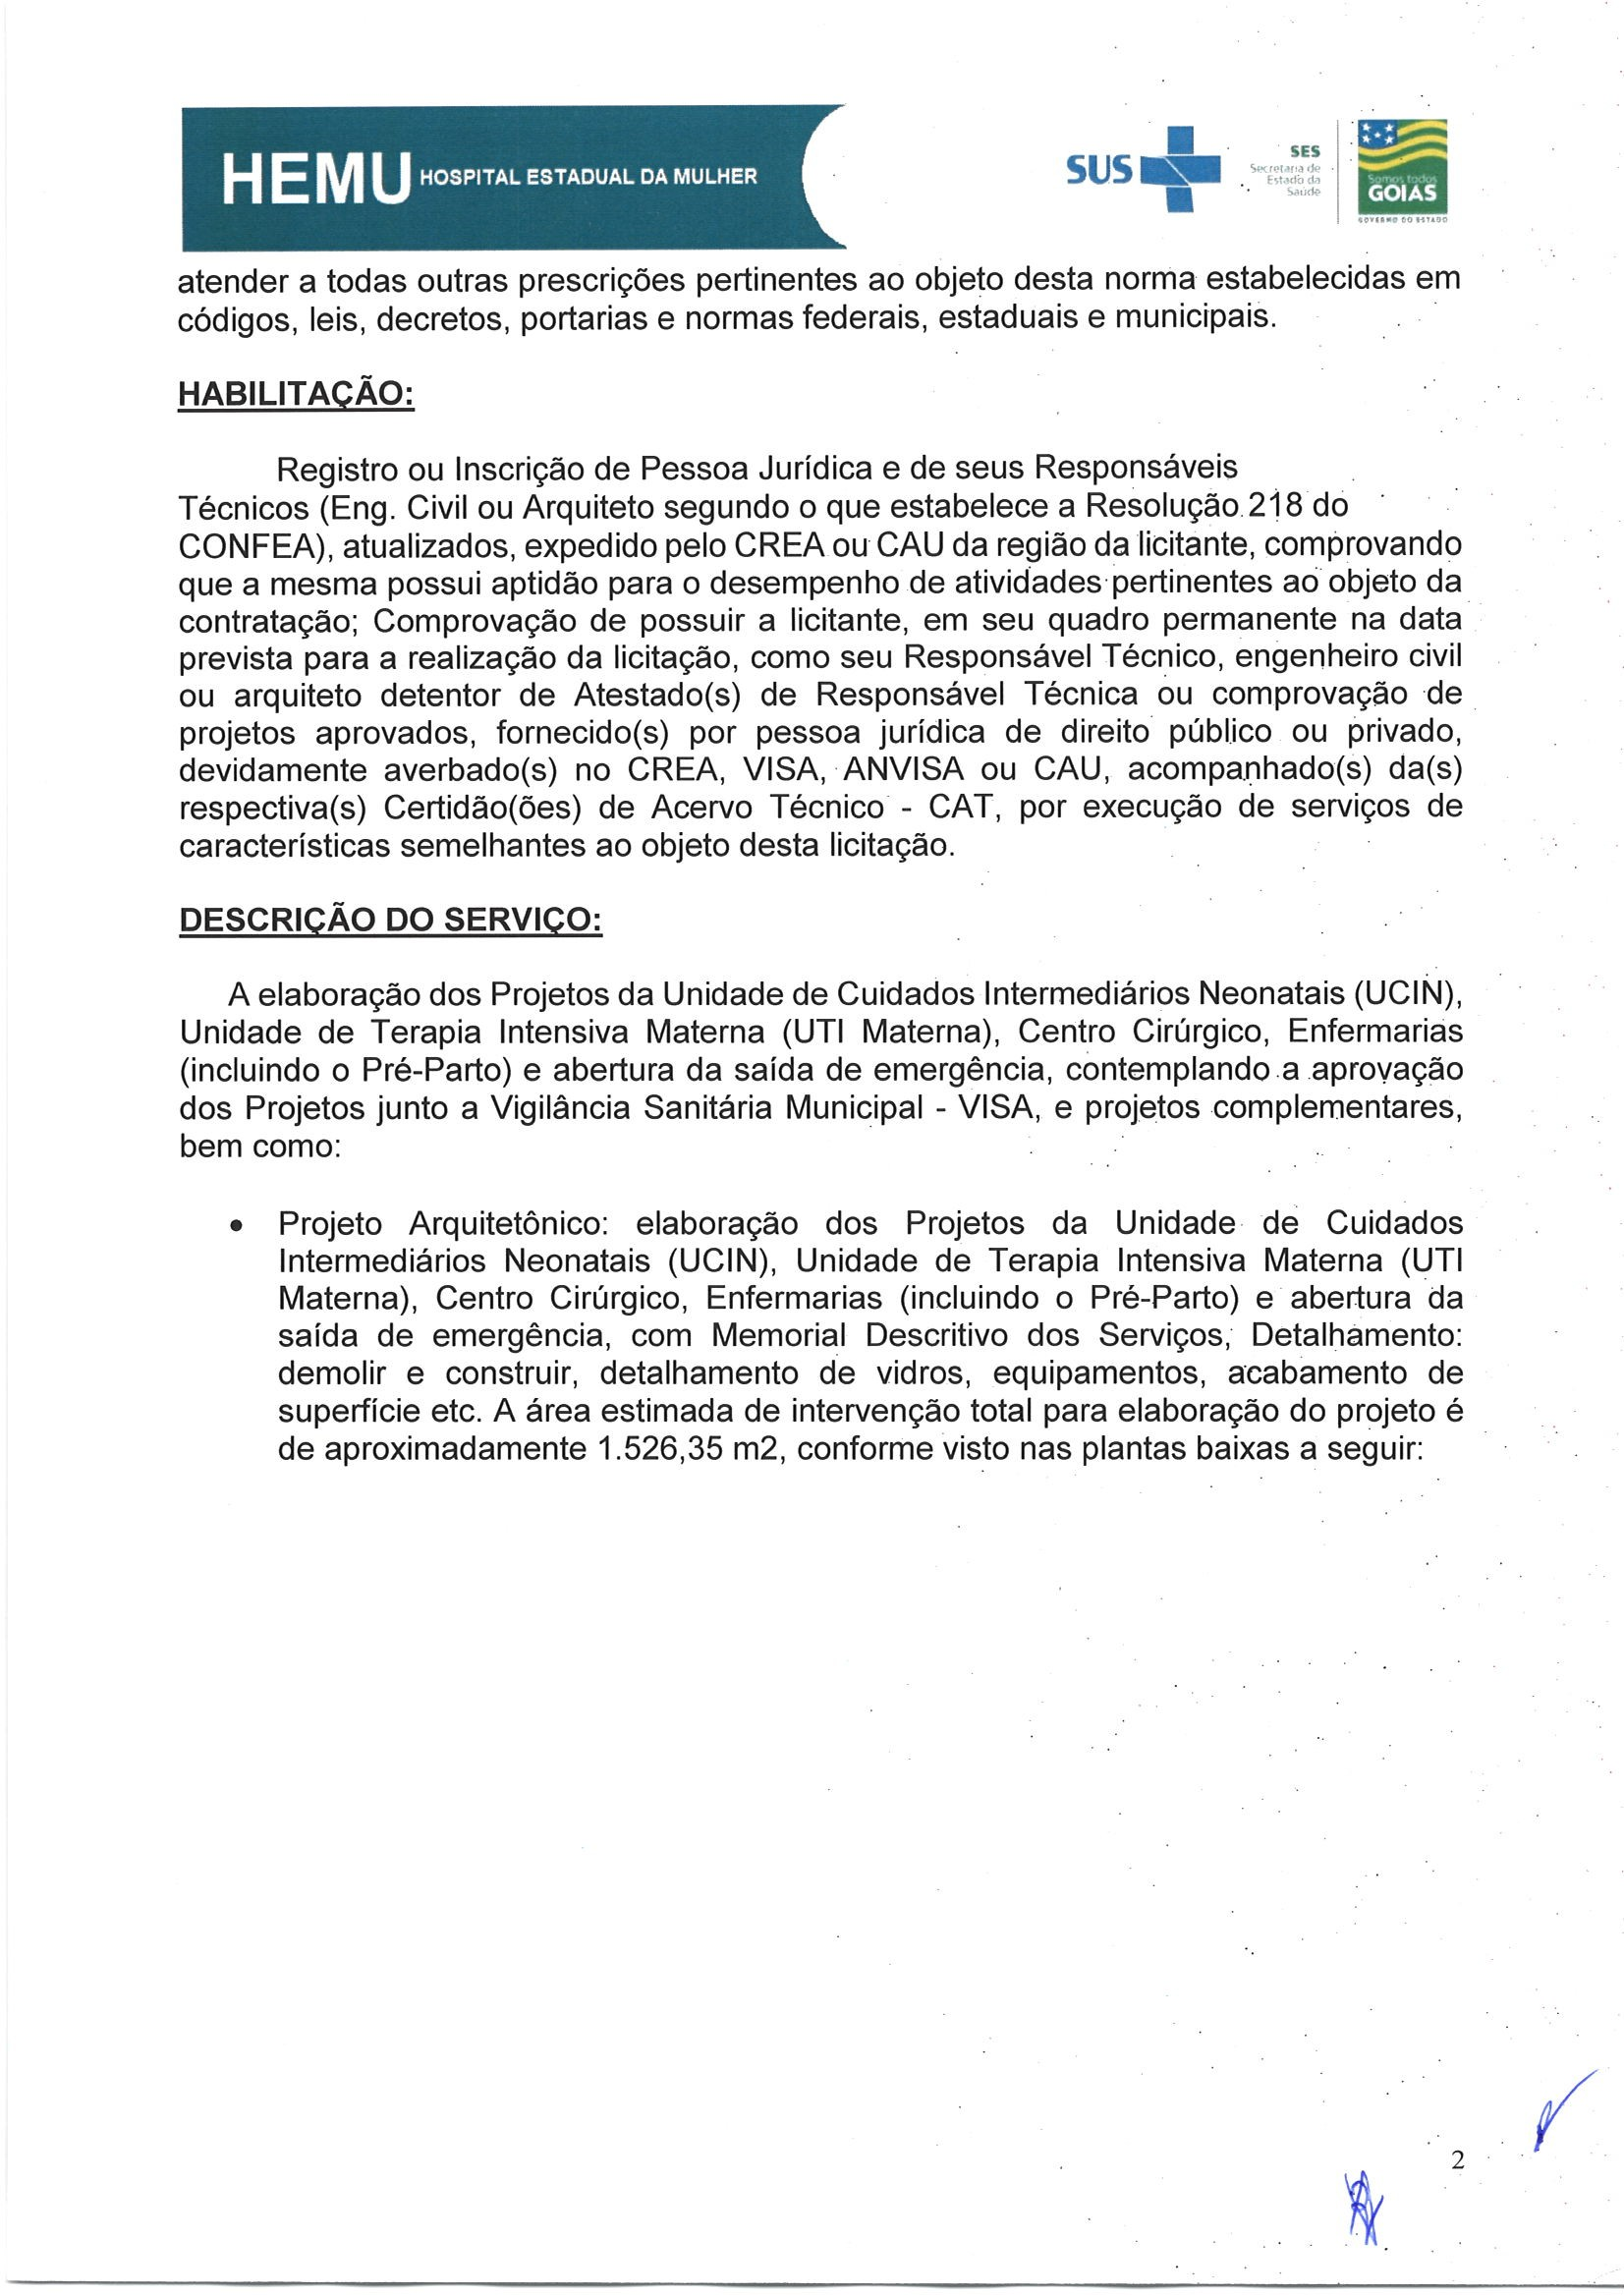 HEMU HOSPITAL ESTADUAL DA MULHER
SUS
SES
Secretaria de
Estado da
Saúde
Somos todos
GOIÁS
GOVERNO DO ESTADO
atender a todas outras prescrições pertinentes ao objeto desta norma estabelecidas em
códigos, leis, decretos, portarias e normas federais, estaduais e municipais.
HABILITAÇÃO:
Registro ou Inscrição de Pessoa Jurídica e de seus Responsáveis
Técnicos (Eng. Civil ou Arquiteto segundo o que estabelece a Resolução 218 do
CONFEA), atualizados, expedido pelo CREA ou CAU da região da licitante, comprovando
que a mesma possui aptidão para o desempenho de atividades pertinentes ao objeto da
contratação; Comprovação de possuir a licitante, em seu quadro permanente na data
prevista para a realização da licitação, como seu Responsável Técnico, engenheiro civil
ou arquiteto detentor de Atestado(s) de Responsável Técnica ou comprovação de
projetos aprovados, fornecido(s) por pessoa jurídica de direito público ou privado,
devidamente averbado(s) no CREA, VISA, ANVISA ou CAU, acompanhado(s) da(s)
respectiva(s) Certidão(ões) de Acervo Técnico - CAT, por execução de serviços de
características semelhantes ao objeto desta licitação.
DESCRIÇÃO DO SERVIÇO:
A elaboração dos Projetos da Unidade de Cuidados Intermediários Neonatais (UCIN),
Unidade de Terapia Intensiva Materna (UTI Materna), Centro Cirúrgico, Enfermarias
(incluindo o Pré-Parto) e abertura da saída de emergência, contemplando a aprovação
dos Projetos junto a Vigilância Sanitária Municipal - VISA, e projetos complementares,
bem como:
• Projeto Arquitetônico: elaboração dos Projetos da Unidade de Cuidados
Intermediários Neonatais (UCIN), Unidade de Terapia Intensiva Materna (UTI
Materna), Centro Cirúrgico, Enfermarias (incluindo o Pré-Parto) e abertura da
saída de emergência, com Memorial Descritivo dos Serviços, Detalhamento:
demolir e construir, detalhamento de vidros, equipamentos, acabamento de
superfície etc. A área estimada de intervenção total para elaboração do projeto é
de aproximadamente 1.526,35 m2, conforme visto nas plantas baixas a seguir:
2